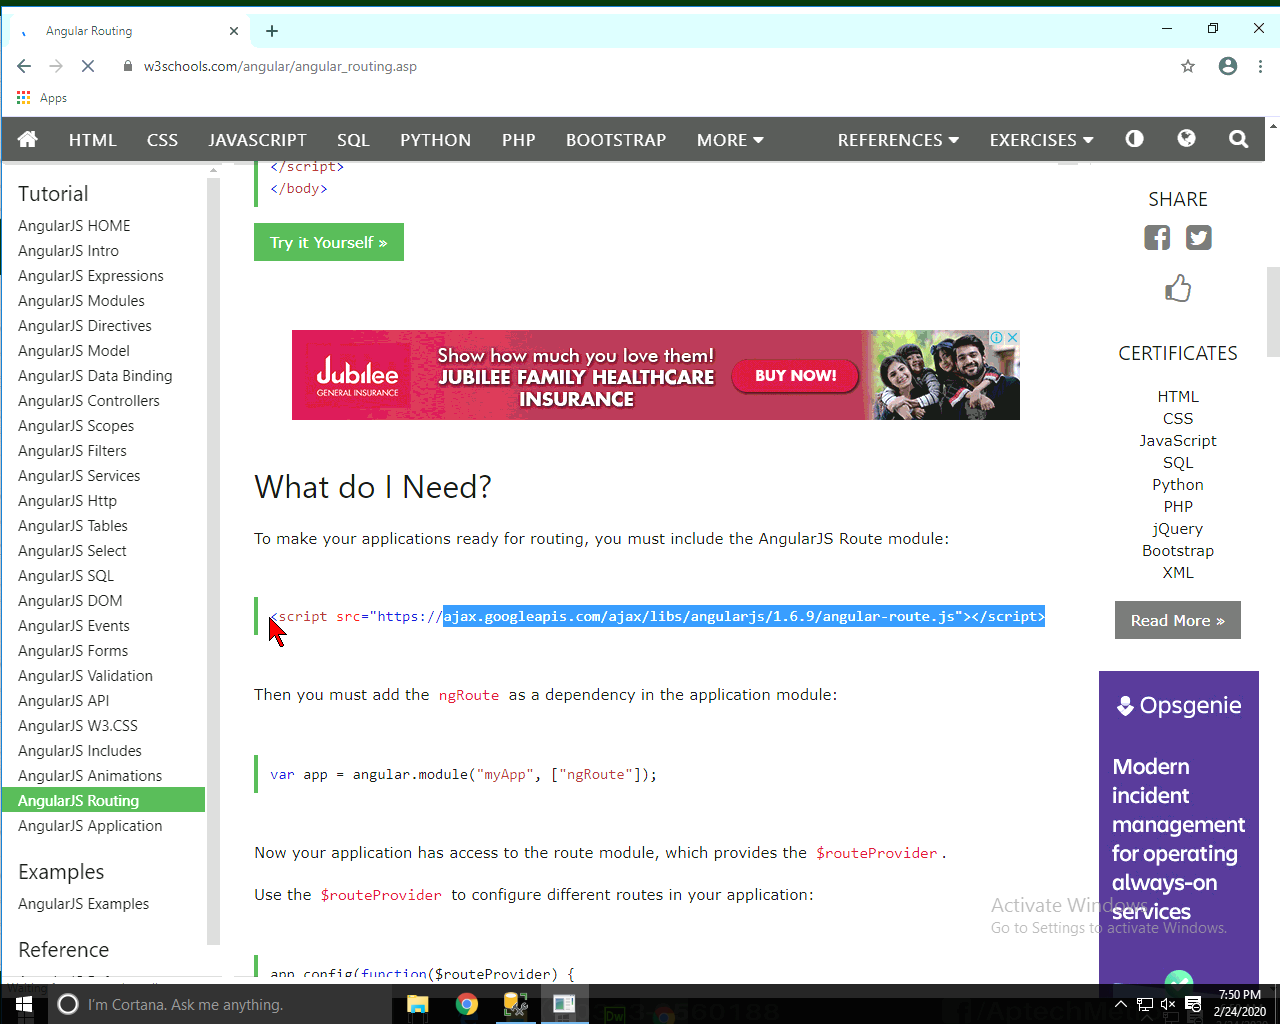 Angular Routing
w3schools.com/angular/angular_routing.asp
Apps
HTML CSS JAVASCRIPT SQL PYTHON PHP BOOTSTRAP MORE REFERENCES EXERCISES
Tutorial
AngularJS HOME
AngularJS Intro
AngularJS Expressions
AngularJS Modules
AngularJS Directives
AngularJS Model
AngularJS Data Binding
AngularJS Controllers
AngularJS Scopes
AngularJS Filters
AngularJS Services
AngularJS Http
AngularJS Tables
AngularJS Select
AngularJS SQL
AngularJS DOM
AngularJS Events
AngularJS Forms
AngularJS Validation
AngularJS API
AngularJS W3.CSS
AngularJS Includes
AngularJS Animations
AngularJS Routing
AngularJS Application
Examples
AngularJS Examples
Reference
</script>
</body>
Try it Yourself »
Jubilee
GENERAL INSURANCE
Show how much you love them!
JUBILEE FAMILY HEALTHCARE
INSURANCE
BUY NOW!
What do I Need?
To make your applications ready for routing, you must include the AngularJS Route module:
<script src="https://ajax.googleapis.com/ajax/libs/angularjs/1.6.9/angular-route.js"></script>
Then you must add the ngRoute as a dependency in the application module:
var app = angular.module("myApp", ["ngRoute"]);
Now your application has access to the route module, which provides the $routeProvider.
Use the $routeProvider to configure different routes in your application:
app.config(function($routeProvider) {
SHARE
CERTIFICATES
HTML
CSS
JavaScript
SQL
Python
PHP
jQuery
Bootstrap
XML
Read More »
Opsgenie
Modern
incident
management
for operating
always-on
services
Activate Windows
Go to Settings to activate Windows.
I'm Cortana. Ask me anything.
7:50 PM
2/24/2020